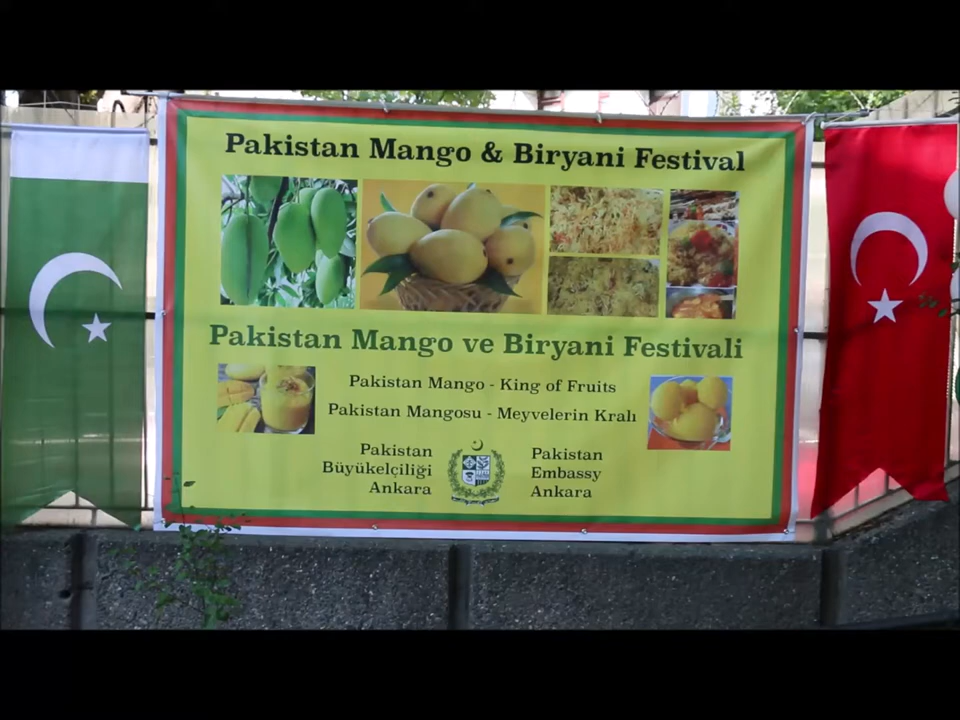 Pakistan Mango & Biryani Festival
Pakistan Mango ve Biryani Festivali
Pakistan Mango - King of Fruits
Pakistan Mangosu - Meyvelerin Kralı
Pakistan
Büyükelçiliği
Ankara
Pakistan
Embassy
Ankara